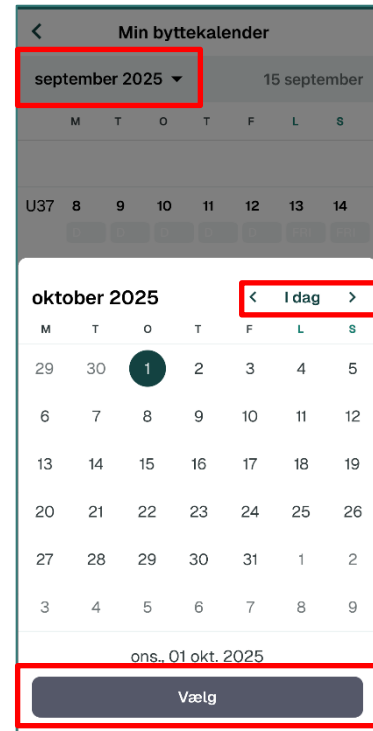 < Min byttekalender
september 2025 15 september
M T O T F L S
U37 8 9 10 11 12 13 14
D D D D D FRI FRI
oktober 2025 < I dag >
M T O T F L S
29 30 1 2 3 4 5
6 7 8 9 10 11 12
13 14 15 16 17 18 19
20 21 22 23 24 25 26
27 28 29 30 31 1 2
3 4 5 6 7 8 9
ons., 01 okt. 2025
Vælg